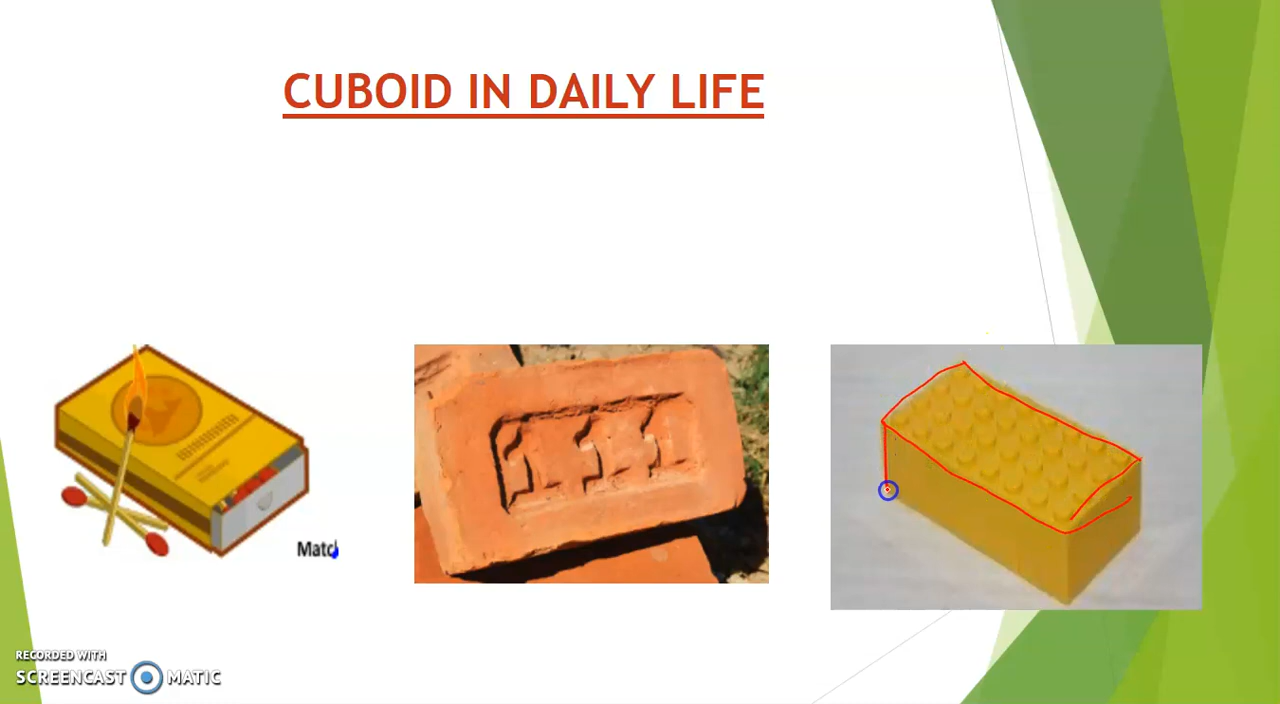 CUBOID IN DAILY LIFE
Matc
RECORDED WITH
SCREENCAST MATIC